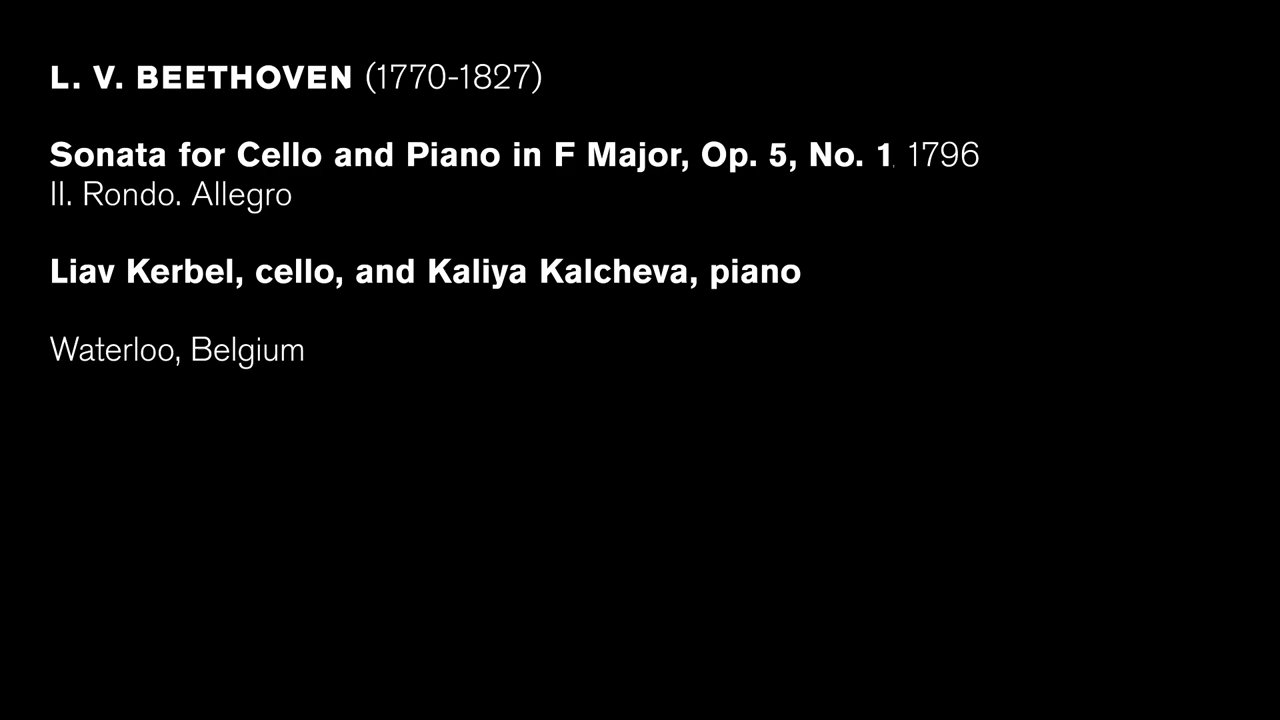 L. V. BEETHOVEN (1770-1827)
Sonata for Cello and Piano in F Major, Op. 5, No. 1, 1796
II. Rondo. Allegro
Liav Kerbel, cello, and Kaliya Kalcheva, piano
Waterloo, Belgium